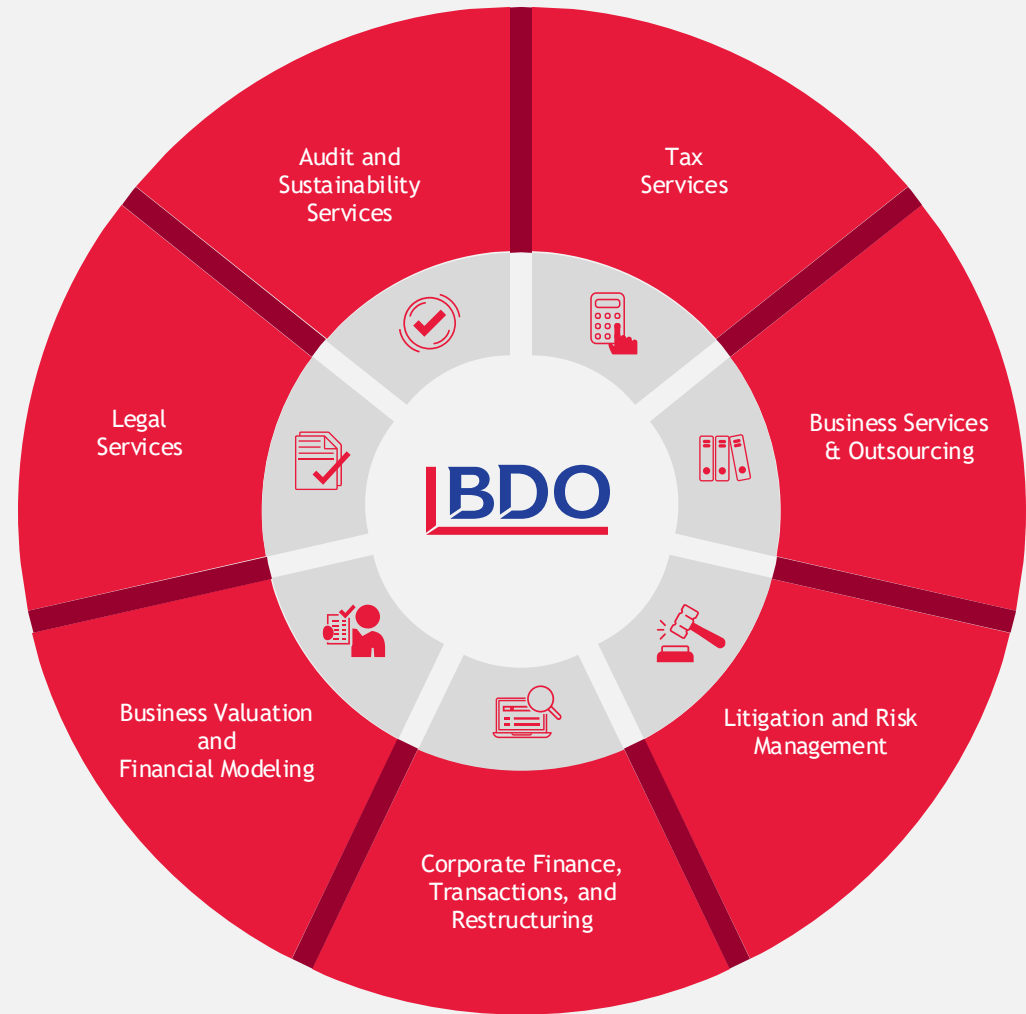 Audit and
Sustainability
Services
Tax
Services
Legal
Services
Business Services
& Outsourcing
BDO
Business Valuation
and
Financial Modeling
Litigation and Risk
Management
Corporate Finance,
Transactions, and
Restructuring